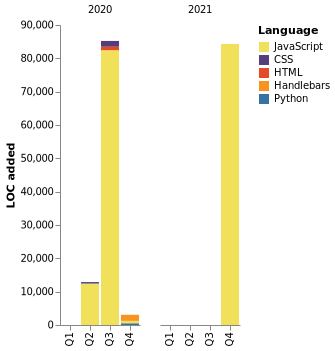 2020
2021
Language
JavaScript
CSS
HTML
Handlebars
Python
LOC added
90,000
80,000
70,000
60,000
50,000
40,000
30,000
20,000
10,000
0
Q1
Q2
Q3
Q4
Q1
Q2
Q3
Q4